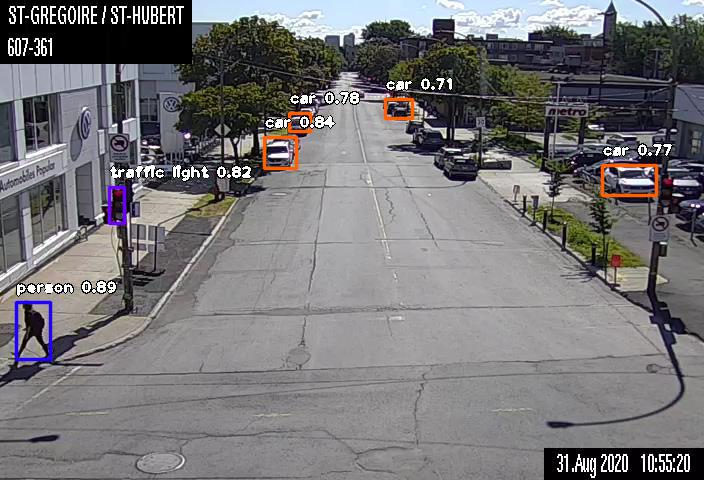 ST-GREGOIRE / ST-HUBERT
607-361
car 0.71
car 0.78
metro
car 0.84
car 0.77
Automobiles Popular
traffic light 0.82
person 0.89
31.Aug 2020 10:55:20